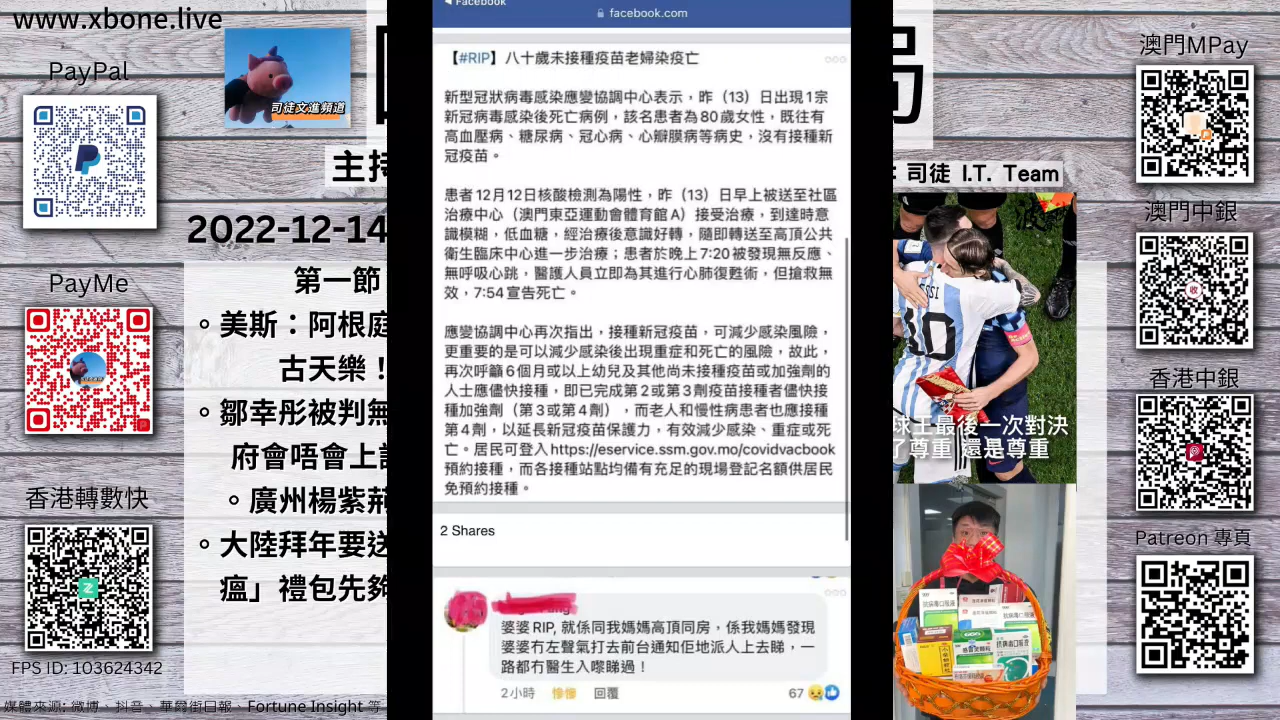 www.xbone.live
PayPal
司徒文進頻道
主持
2022-12-14
第一節
。美斯：阿根庭
古天樂！
。鄒幸彤被判無
府會唔會上訴
。廣州楊紫荊
。大陸拜年要送
瘟」禮包先夠
PayMe
香港轉數快
FPS ID: 103624342
媒體來源: 微博、抖音、華爾街日報、Fortune Insight 等
Facebook
facebook.com
【#RIP】八十歲未接種疫苗老婦染疫亡
新型冠狀病毒感染應變協調中心表示，昨（13）日出現1宗
新冠病毒感染後死亡病例，該名患者為80歲女性，既往有
高血壓病、糖尿病、冠心病、心瓣膜病等病史，沒有接種新
冠疫苗。
患者12月12日核酸檢測為陽性，昨（13）日早上被送至社區
治療中心（澳門東亞運動會體育館A）接受治療，到達時意
識模糊，低血糖，經治療後意識好轉，隨即轉送至高頂公共
衛生臨床中心進一步治療；患者於晚上7:20被發現無反應、
無呼吸心跳，醫護人員立即為其進行心肺復甦術，但搶救無
效，7:54宣告死亡。
應變協調中心再次指出，接種新冠疫苗，可減少感染風險，
更重要的是可以減少感染後出現重症和死亡的風險，故此，
再次呼籲6個月或以上幼兒及其他尚未接種疫苗或加強劑的
人士應儘快接種，即已完成第2或第3劑疫苗接種者儘快接
種加強劑（第3或第4劑），而老人和慢性病患者也應接種
第4劑，以延長新冠疫苗保護力，有效減少感染、重症或死
亡。居民可登入https://eservice.ssm.gov.mo/covidvacbook
預約接種，而各接種站點均備有充足的現場登記名額供居民
免預約接種。
2 Shares
婆婆RIP, 就係同我媽媽高頂同房，係我媽媽發現
婆婆冇左聲氣打去前台通知佢地派人上去睇，一
路都冇醫生入嚟睇過！
2小時 慘慘 回覆 67
: 司徒 I.T. Team
10
球王最後一次對決
了尊重 還是尊重
澳門MPay
澳門中銀
收
香港中銀
Patreon 專頁